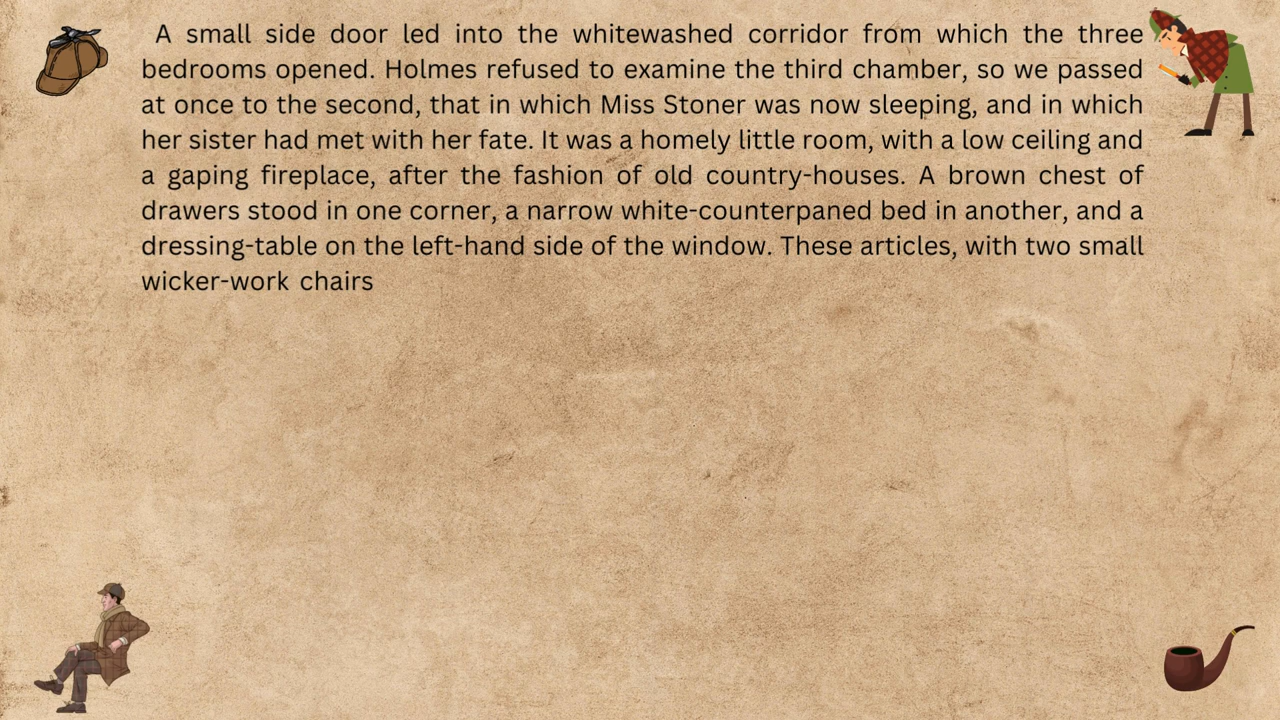 A small side door led into the whitewashed corridor from which the three
bedrooms opened. Holmes refused to examine the third chamber, so we passed
at once to the second, that in which Miss Stoner was now sleeping, and in which
her sister had met with her fate. It was a homely little room, with a low ceiling and
a gaping fireplace, after the fashion of old country-houses. A brown chest of
drawers stood in one corner, a narrow white-counterpaned bed in another, and a
dressing-table on the left-hand side of the window. These articles, with two small
wicker-work chairs